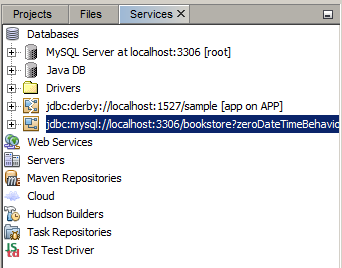 Projects Files Services
Databases
MySQL Server at localhost:3306 [root]
Java DB
Drivers
jdbc:derby://localhost:1527/sample [app on APP]
jdbc:mysql://localhost:3306/bookstore?zeroDateTimeBehavio
Web Services
Servers
Maven Repositories
Cloud
Hudson Builders
Task Repositories
JS Test Driver